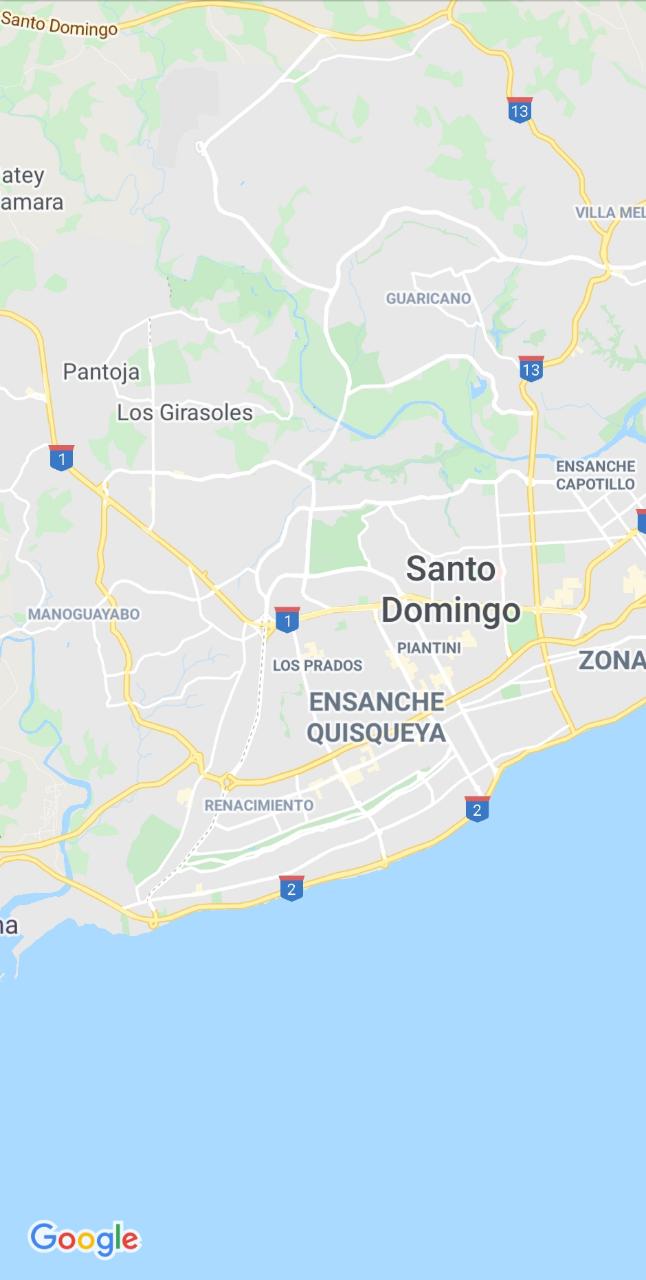 Santo Domingo
13
atey
amara
VILLA MEL
GUARICANO
Pantoja
13
Los Girasoles
1
ENSANCHE
CAPOTILLO
Santo
Domingo
MANOGUAYABO
1
PIANTINI
LOS PRADOS
ZONA
ENSANCHE
QUISQUEYA
RENACIMIENTO
2
2
na
Google